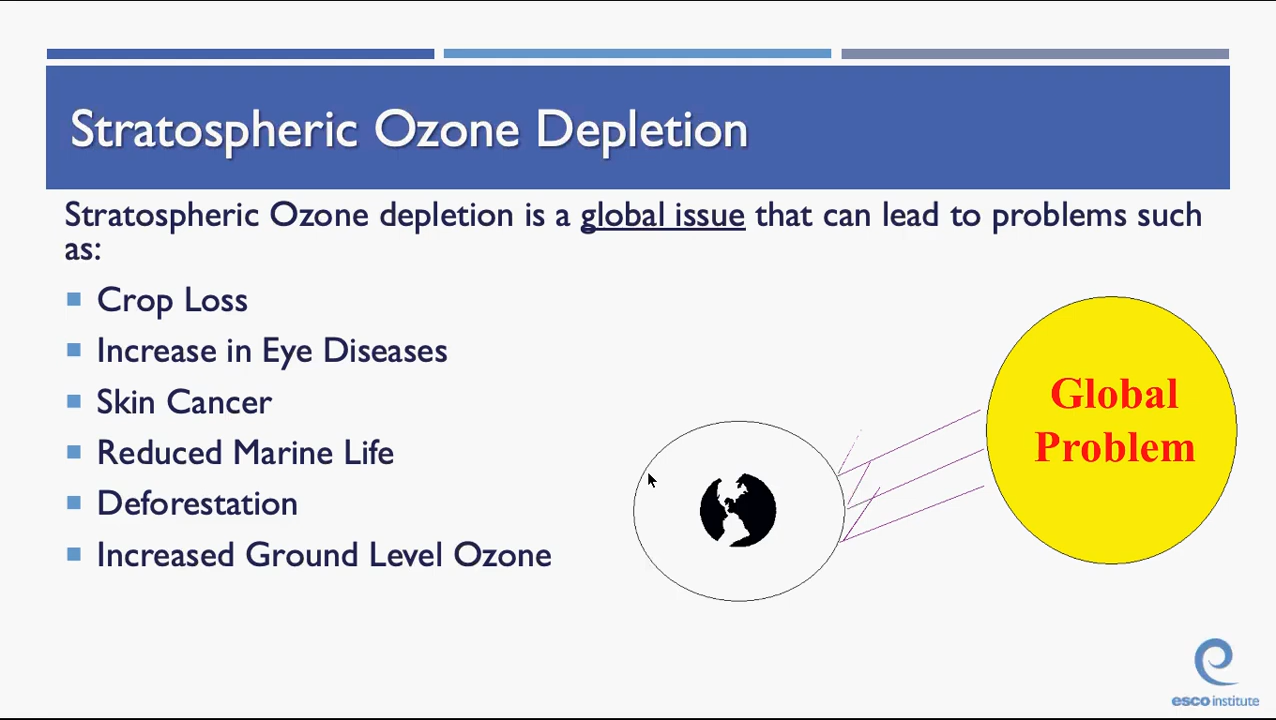 Stratospheric Ozone Depletion
Stratospheric Ozone depletion is a global issue that can lead to problems such
as:
Crop Loss
Increase in Eye Diseases
Skin Cancer
Reduced Marine Life
Deforestation
Increased Ground Level Ozone
Global
Problem
esco institute